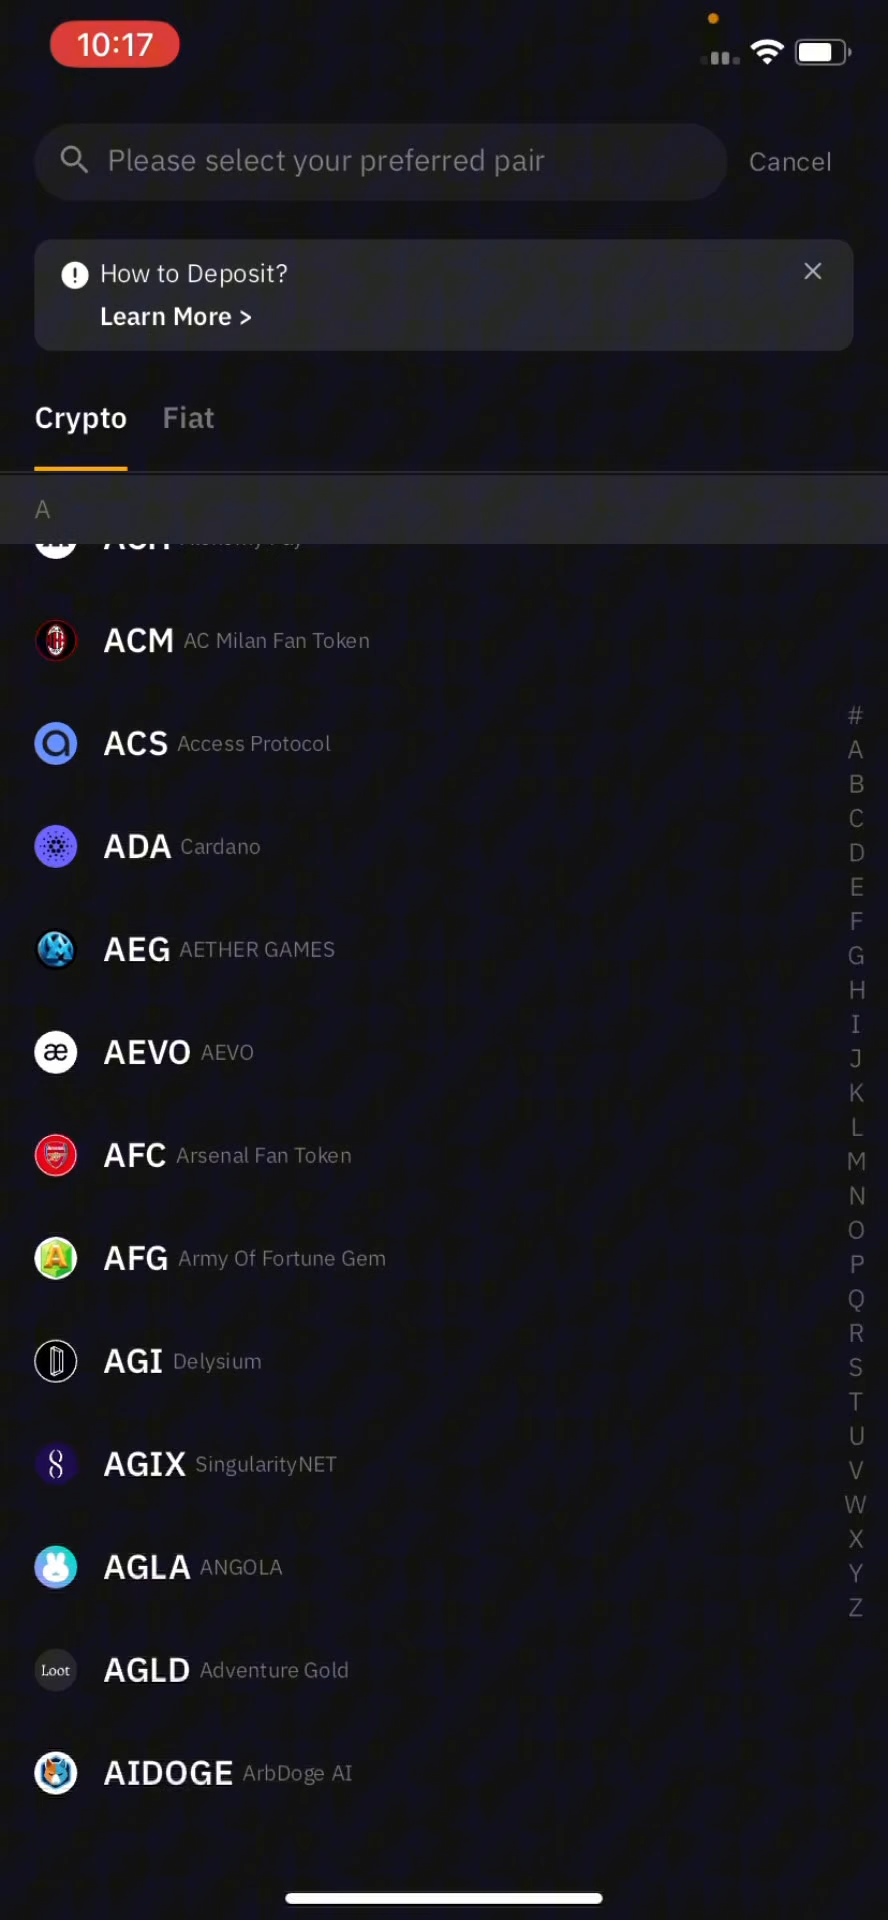 10:17
Please select your preferred pair
Cancel
How to Deposit?
Learn More >
Crypto Fiat
A
ACM AC Milan Fan Token
ACS Access Protocol
ADA Cardano
AEG AETHER GAMES
AEVO AEVO
AFC Arsenal Fan Token
AFG Army Of Fortune Gem
AGI Delysium
AGIX SingularityNET
AGLA ANGOLA
Loot AGLD Adventure Gold
AIDOGE ArbDoge AI
#
A
B
C
D
E
F
G
H
I
J
K
L
M
N
O
P
Q
R
S
T
U
V
W
X
Y
Z